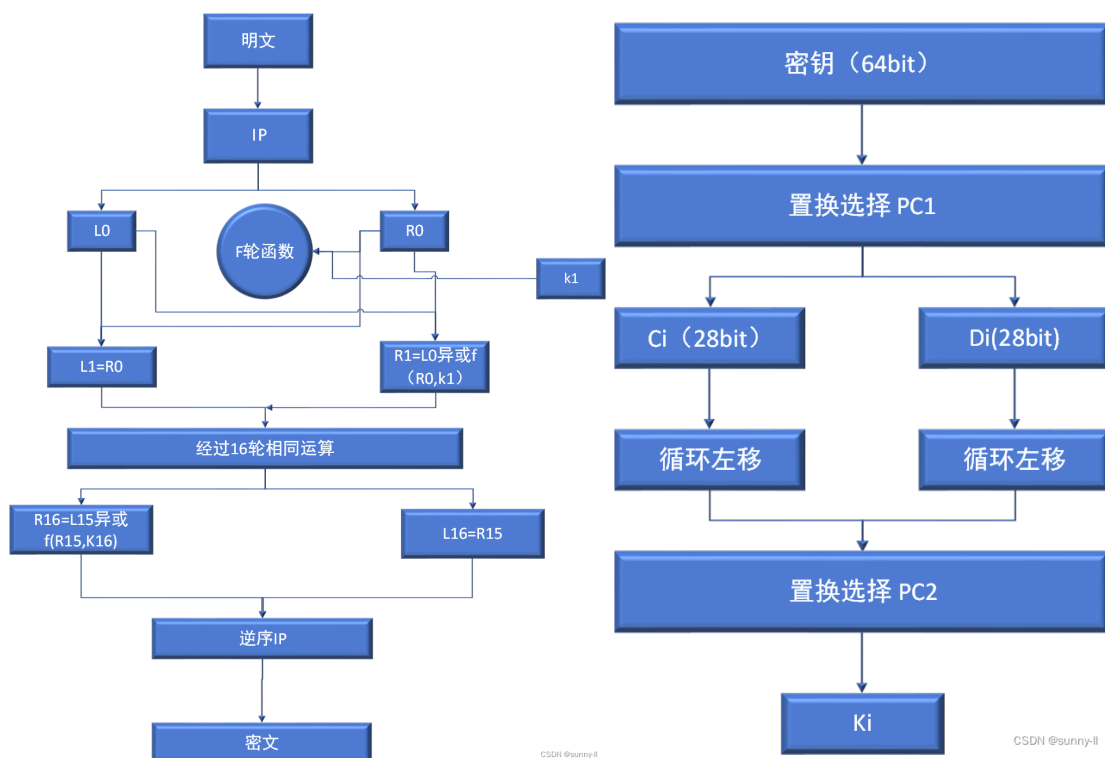 明文
IP
L0
F轮函数
R0
k1
L1=R0
R1=L0异或f
（R0,k1）
经过16轮相同运算
R16=L15异或
f(R15,K16)
L16=R15
逆序IP
密文
CSDN @sunny-ll
密钥（64bit）
置换选择 PC1
Ci（28bit）
Di(28bit)
循环左移
循环左移
置换选择 PC2
Ki
CSDN @sunny-ll